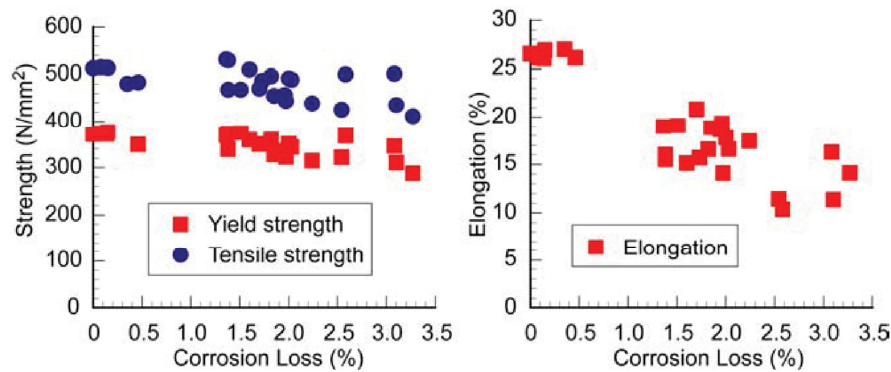 600
500
400
300
200
100
0
Strength (N/mm²)
Yield strength
Tensile strength
0 0.5 1.0 1.5 2.0 2.5 3.0 3.5
Corrosion Loss (%)
30
25
20
15
10
5
0
Elongation (%)
Elongation
0 0.5 1.0 1.5 2.0 2.5 3.0 3.5
Corrosion Loss (%)